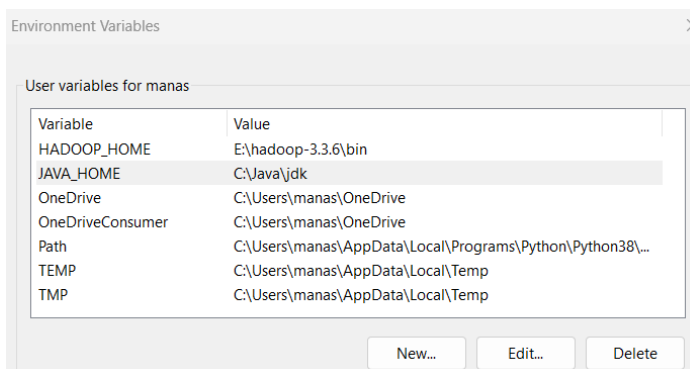 Environment Variables
User variables for manas
Variable Value
HADOOP_HOME E:\hadoop-3.3.6\bin
JAVA_HOME C:\Java\jdk
OneDrive C:\Users\manas\OneDrive
OneDriveConsumer C:\Users\manas\OneDrive
Path C:\Users\manas\AppData\Local\Programs\Python\Python38\...
TEMP C:\Users\manas\AppData\Local\Temp
TMP C:\Users\manas\AppData\Local\Temp
New... Edit... Delete